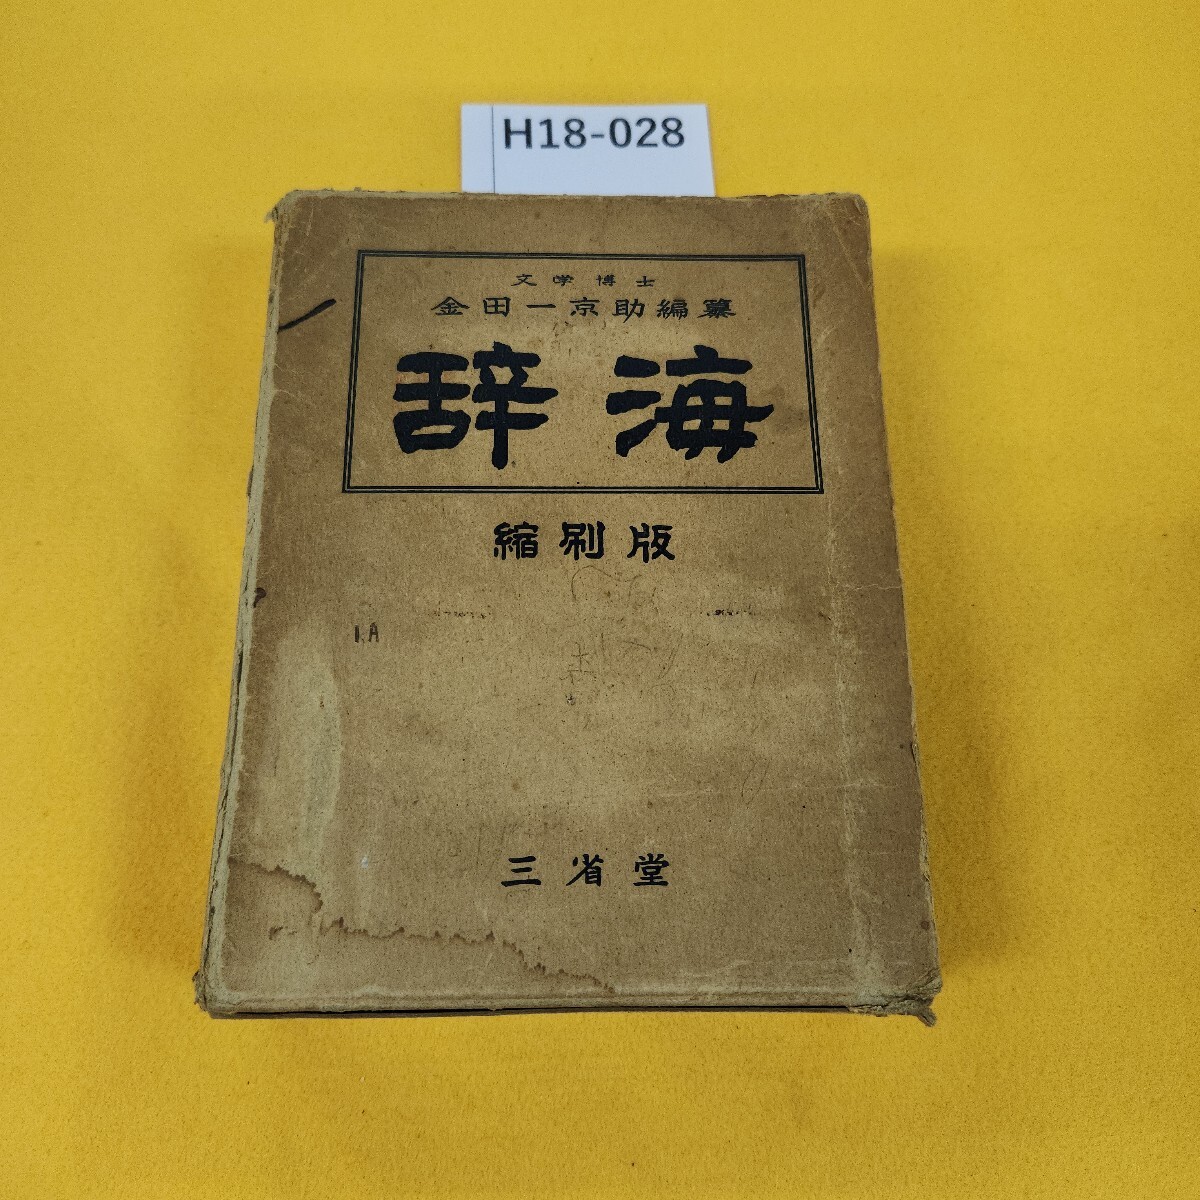 H18-028
文学博士
金田一京助編纂
辞海
縮刷版
1.A
三省堂